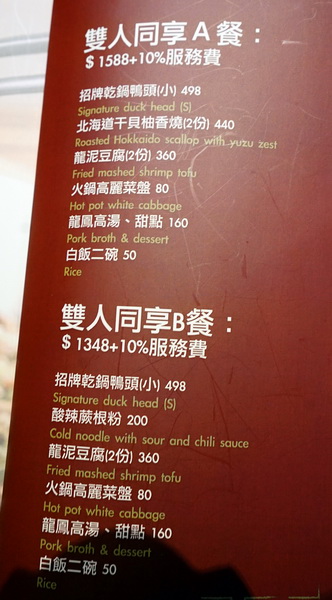 雙人同享A餐：
$1588+10%服務費
招牌乾鍋鴨頭(小) 498
Signature duck head (S)
北海道干貝柚香燒(2份) 440
Roasted Hokkaido scallop with yuzu zest
龍泥豆腐(2份) 360
Fried mashed shrimp tofu
火鍋高麗菜盤 80
Hot pot white cabbage
龍鳳高湯、甜點 160
Pork broth & dessert
白飯二碗 50
Rice
雙人同享B餐：
$1348+10%服務費
招牌乾鍋鴨頭(小) 498
Signature duck head (S)
酸辣蕨根粉 200
Cold noodle with sour and chili sauce
龍泥豆腐(2份) 360
Fried mashed shrimp tofu
火鍋高麗菜盤 80
Hot pot white cabbage
龍鳳高湯、甜點 160
Pork broth & dessert
白飯二碗 50
Rice